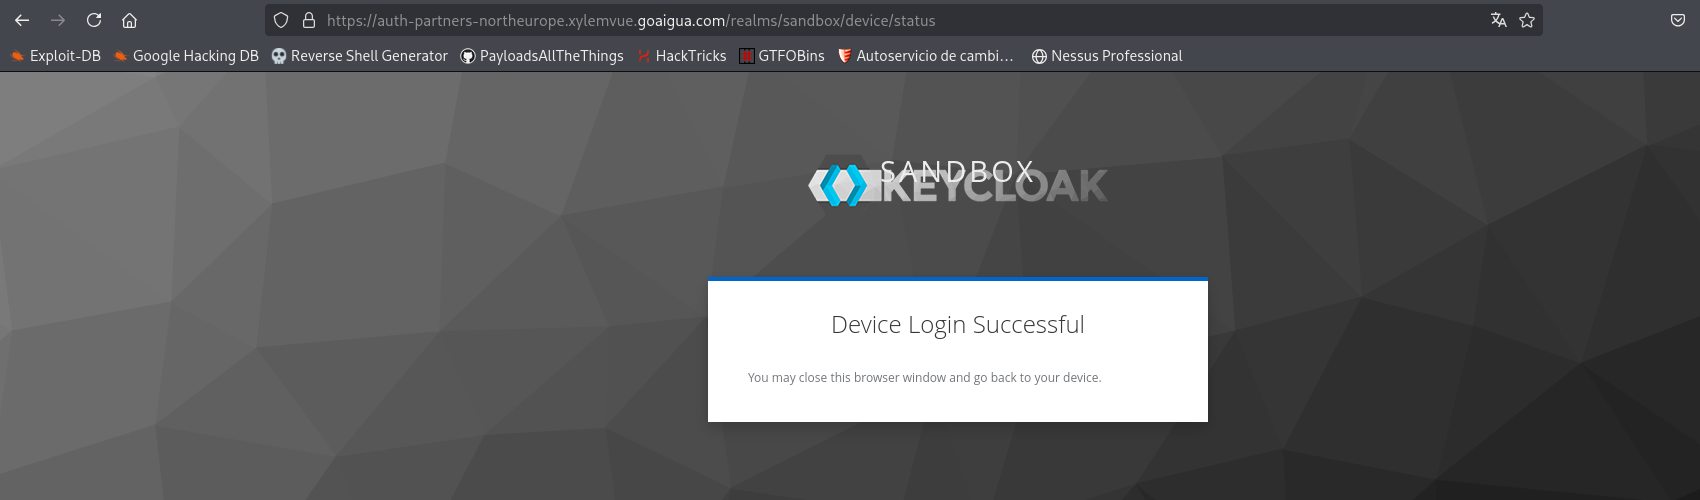 https://auth-partners-northeurope.xylemvue.goaigua.com/realms/sandbox/device/status
Exploit-DB Google Hacking DB Reverse Shell Generator PayloadsAllTheThings HackTricks GTFOBins Autoservicio de cambi… Nessus Professional
SANDBOX
KEYCLOAK
Device Login Successful
You may close this browser window and go back to your device.